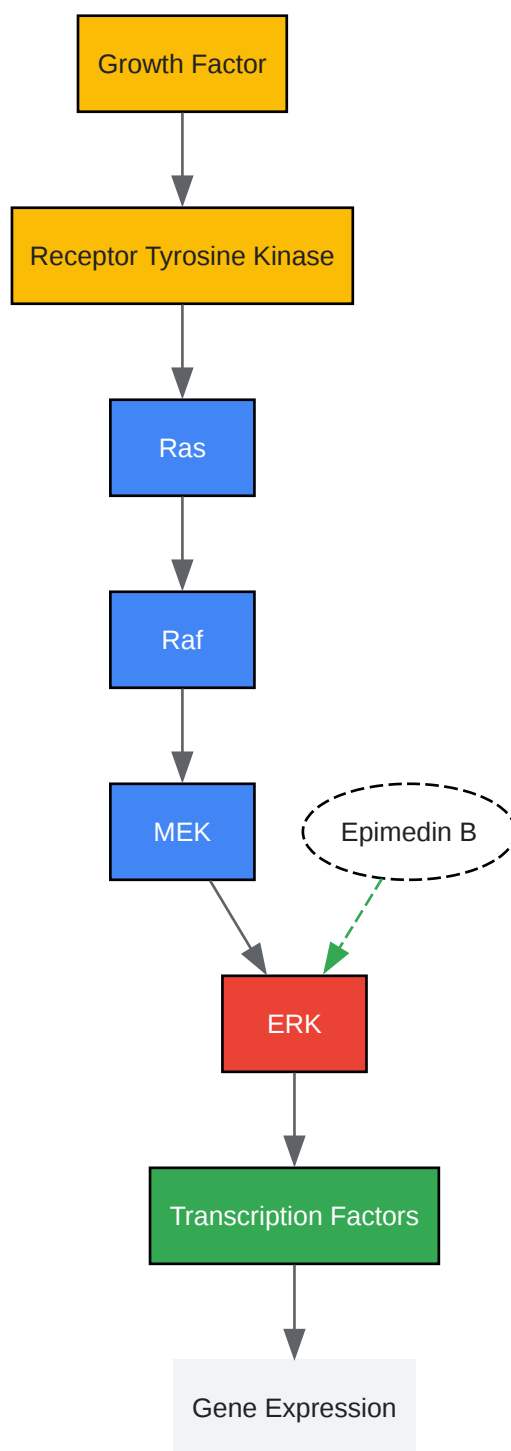 Growth Factor
Receptor Tyrosine Kinase
Ras
Raf
MEK
Epimedin B
ERK
Transcription Factors
Gene Expression